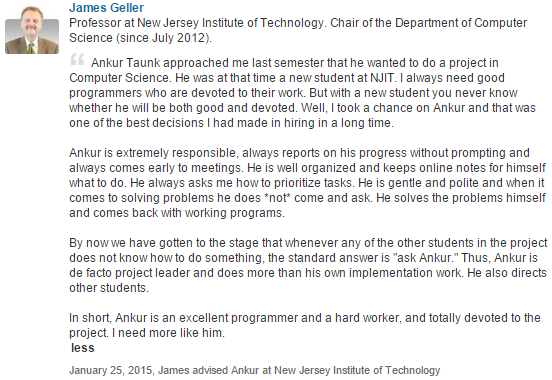 James Geller
Professor at New Jersey Institute of Technology. Chair of the Department of Computer
Science (since July 2012).
“ Ankur Taunk approached me last semester that he wanted to do a project in
Computer Science. He was at that time a new student at NJIT. I always need good
programmers who are devoted to their work. But with a new student you never know
whether he will be both good and devoted. Well, I took a chance on Ankur and that was
one of the best decisions I had made in hiring in a long time.
Ankur is extremely responsible, always reports on his progress without prompting and
always comes early to meetings. He is well organized and keeps online notes for himself
what to do. He always asks me how to prioritize tasks. He is gentle and polite and when it
comes to solving problems he does *not* come and ask. He solves the problems himself
and comes back with working programs.
By now we have gotten to the stage that whenever any of the other students in the project
does not know how to do something, the standard answer is "ask Ankur." Thus, Ankur is
de facto project leader and does more than his own implementation work. He also directs
other students.
In short, Ankur is an excellent programmer and a hard worker, and totally devoted to the
project. I need more like him.
less
January 25, 2015, James advised Ankur at New Jersey Institute of Technology